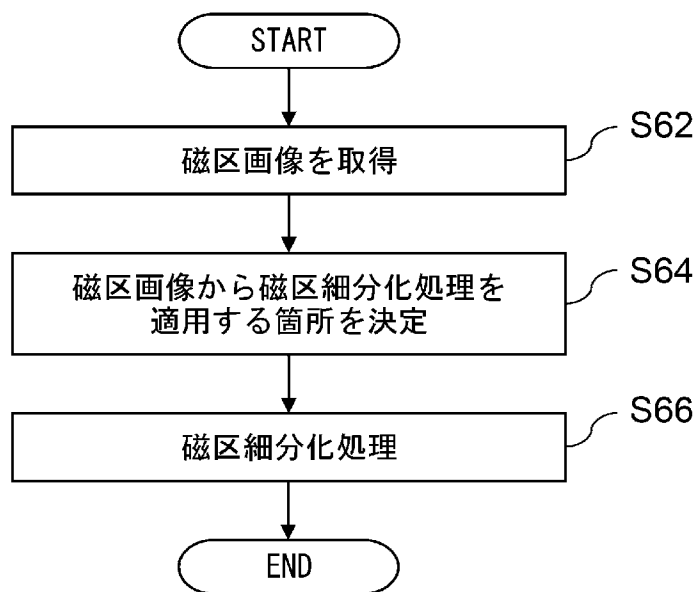 START
磁区画像を取得
S62
磁区画像から磁区細分化処理を
適用する箇所を決定
S64
磁区細分化処理
S66
END